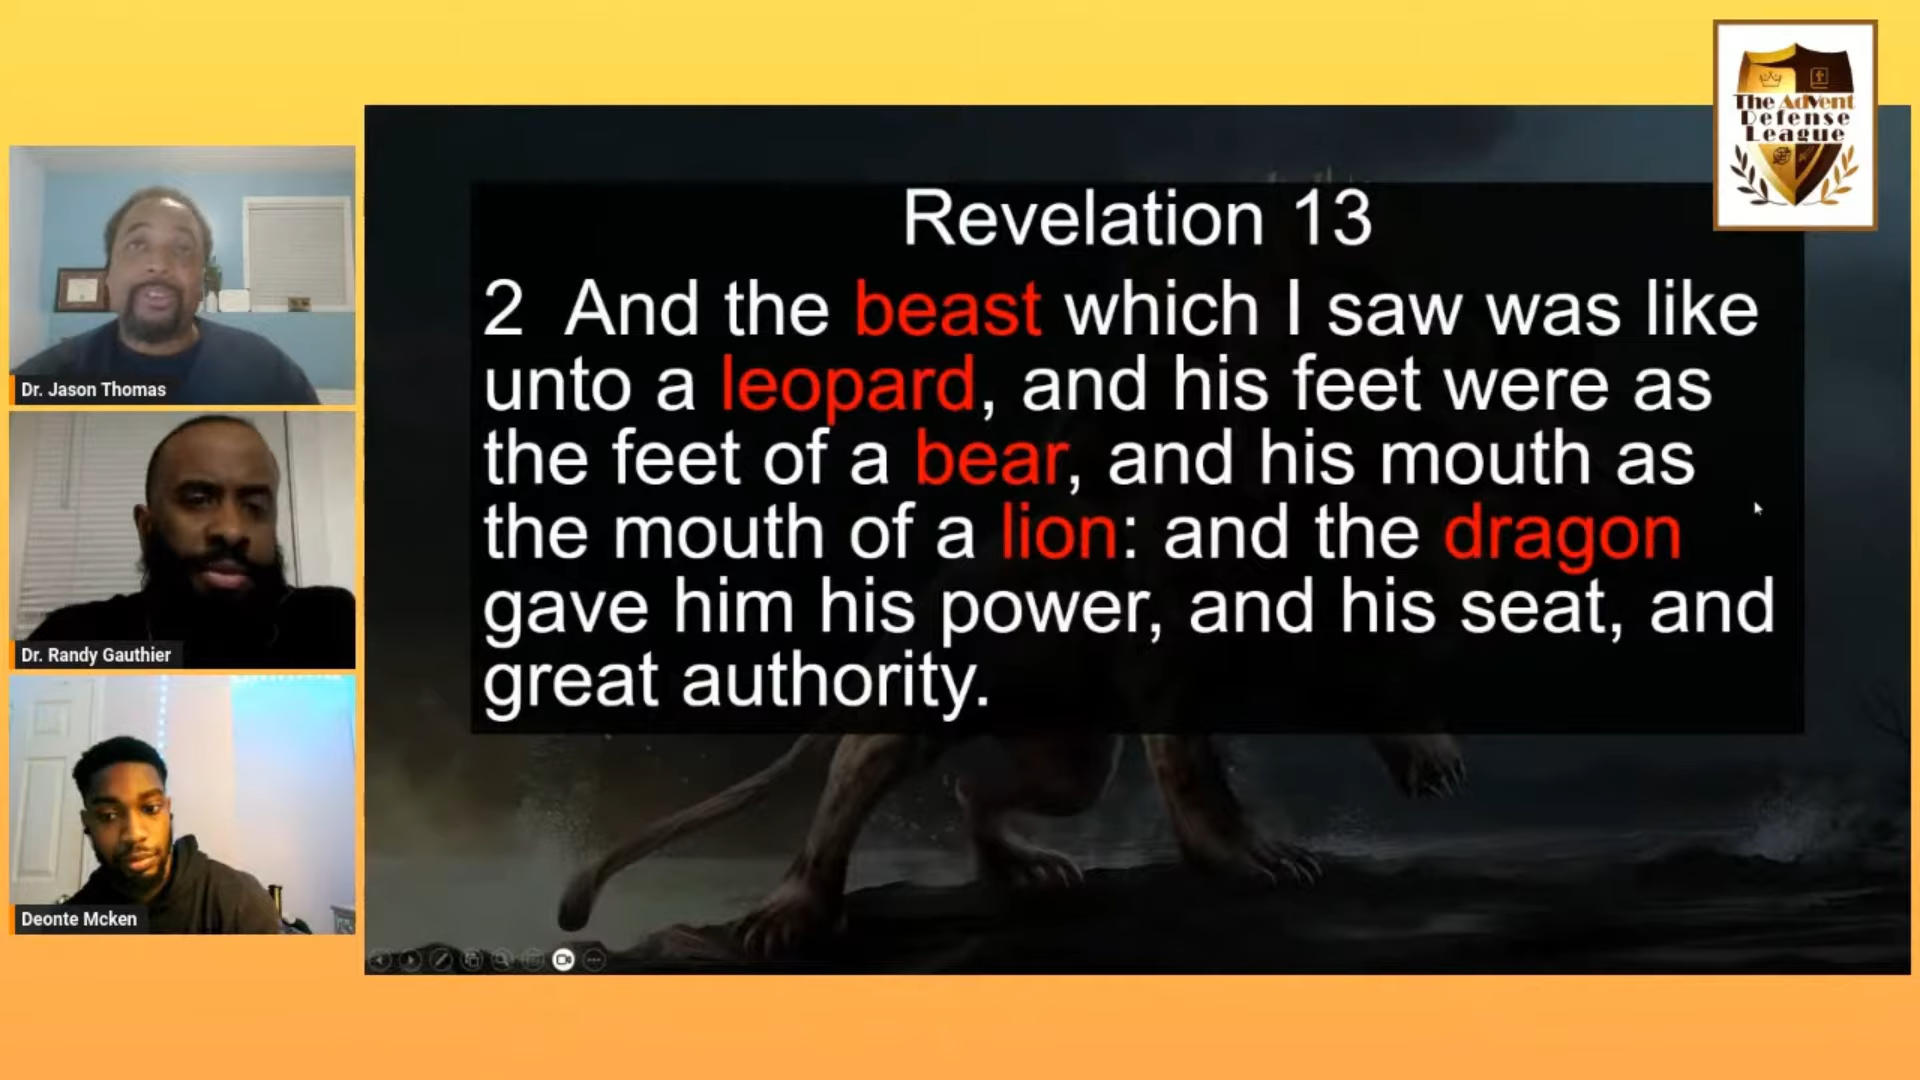 The Advent
Defense
League
Revelation 13
2 And the beast which I saw was like
unto a leopard, and his feet were as
the feet of a bear, and his mouth as
the mouth of a lion: and the dragon
gave him his power, and his seat, and
great authority.
Dr. Jason Thomas
Dr. Randy Gauthier
Deonte Mcken